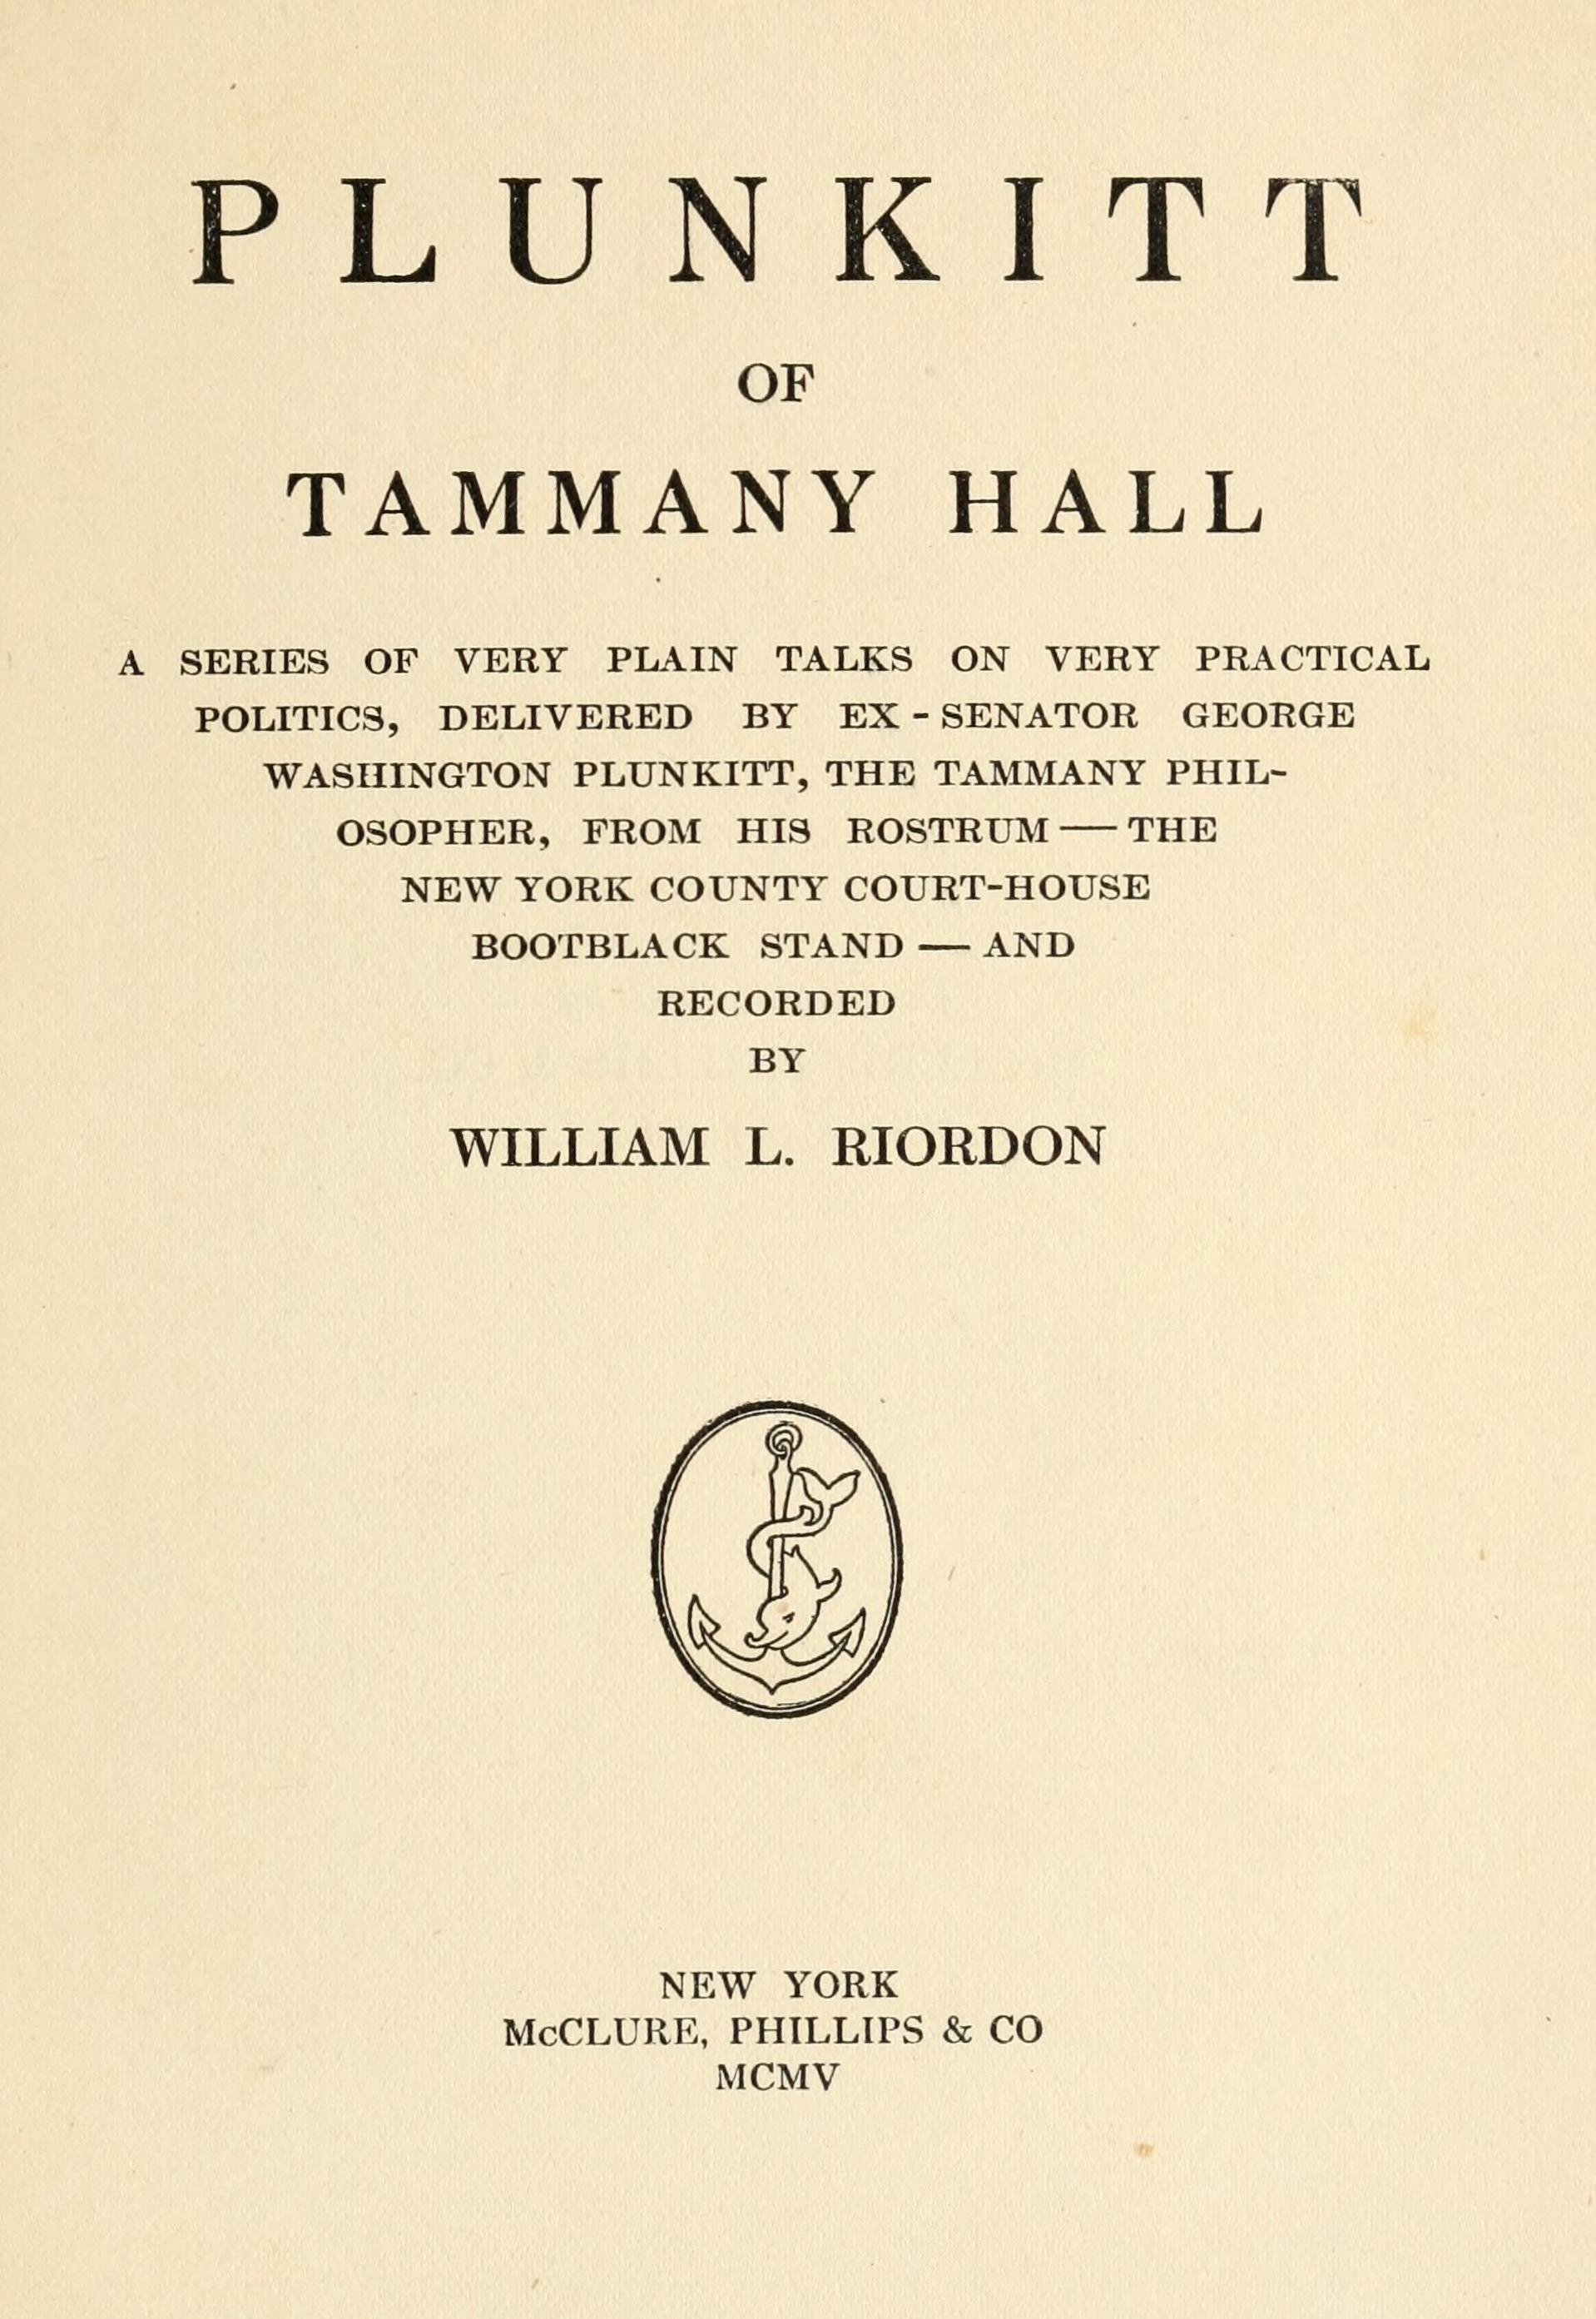 PLUNKITT
OF
TAMMANY HALL
A SERIES OF VERY PLAIN TALKS ON VERY PRACTICAL
POLITICS, DELIVERED BY EX-SENATOR GEORGE
WASHINGTON PLUNKITT, THE TAMMANY PHIL-
OSOPHER, FROM HIS ROSTRUM — THE
NEW YORK COUNTY COURT-HOUSE
BOOTBLACK STAND — AND
RECORDED
BY
WILLIAM L. RIORDON
NEW YORK
McCLURE, PHILLIPS & CO
MCMV